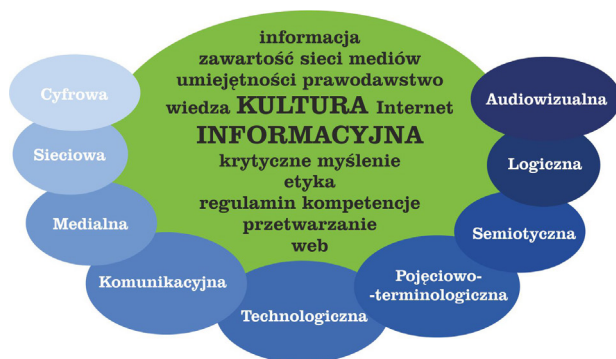 informacja
zawartość sieci mediów
umiejętności prawodawstwo
wiedza KULTURA Internet
INFORMACYJNA
krytyczne myślenie
etyka
regulamin kompetencje
przetwarzanie
web
Cyfrowa
Sieciowa
Medialna
Komunikacyjna
Technologiczna
Pojęciowo-
-terminologiczna
Semiotyczna
Logiczna
Audiowizualna